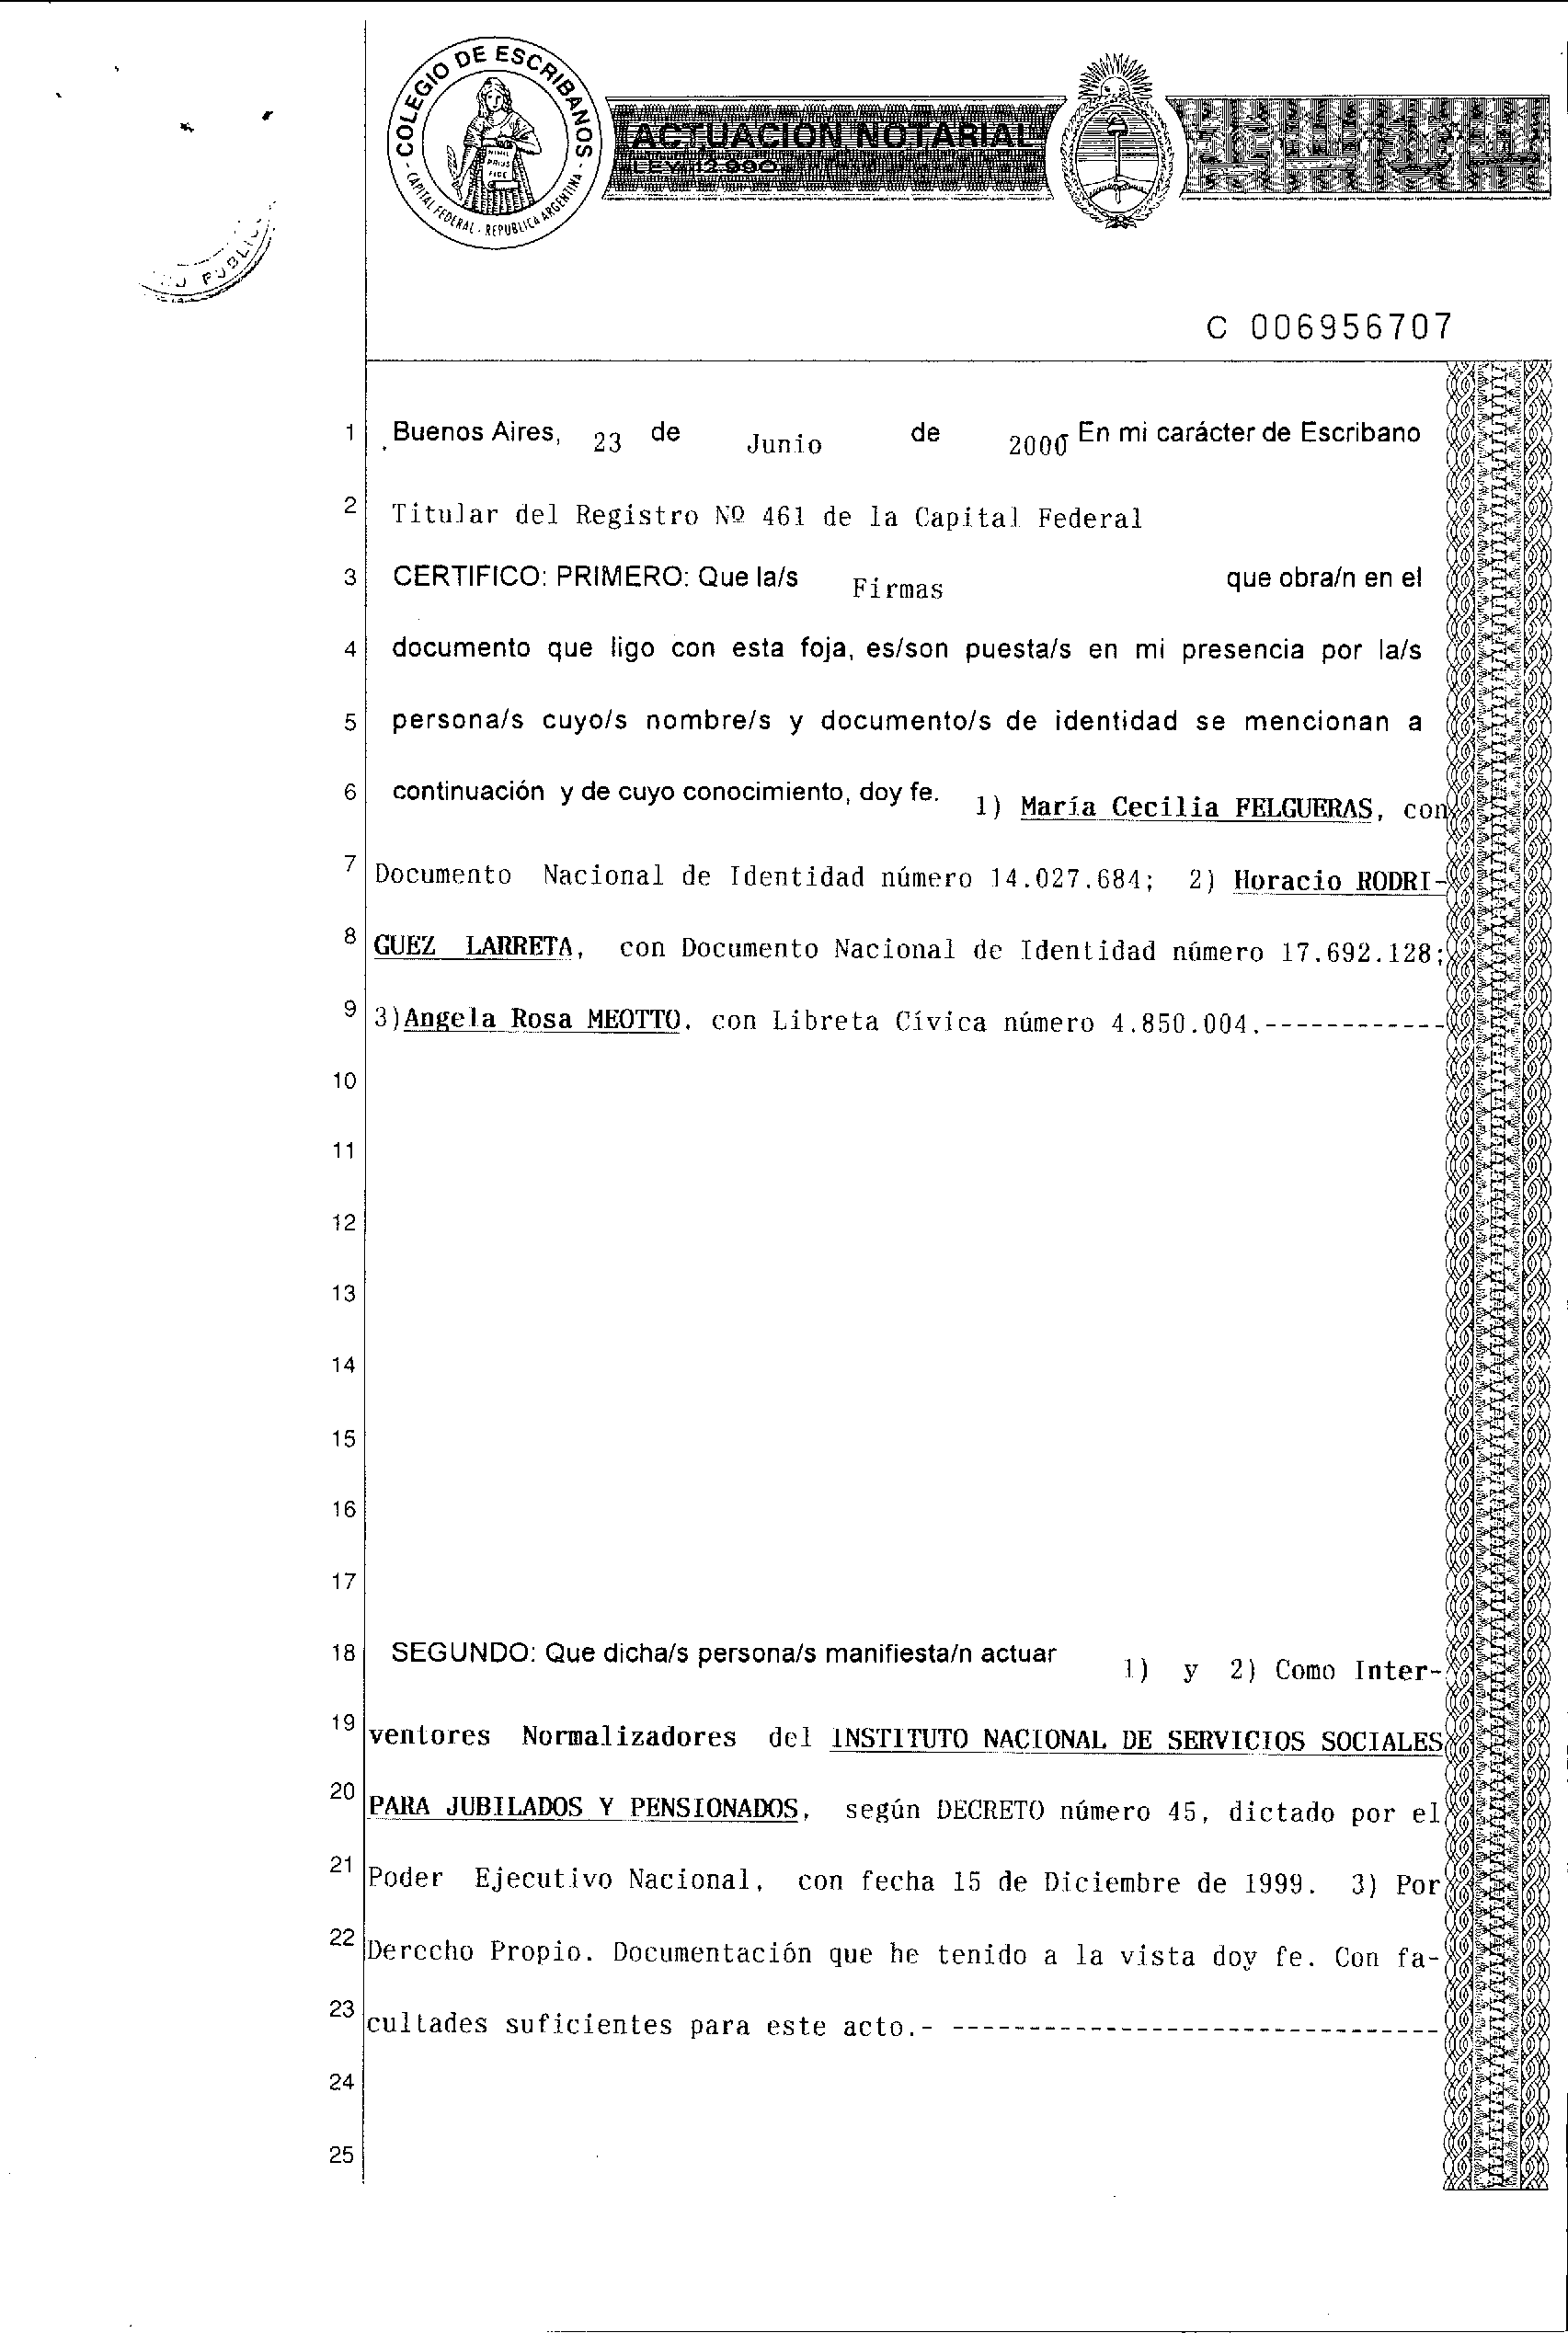 COLEGIO DE ESCRIBANOS
- CAPITAL FEDERAL - REPUBLICA ARGENTINA -
ACTUACION NOTARIAL
LEY 12.990
PUBLIC
C 006956707
1 Buenos Aires, 23 de Junio de 2000 En mi carácter de Escribano
2 Titular del Registro Nº 461 de la Capital Federal
3 CERTIFICO: PRIMERO: Que la/s Firmas que obra/n en el
4 documento que ligo con esta foja, es/son puesta/s en mi presencia por la/s
5 persona/s cuyo/s nombre/s y documento/s de identidad se mencionan a
6 continuación y de cuyo conocimiento, doy fe. 1) María Cecilia FELGUERAS, con
7 Documento Nacional de Identidad número 14.027.684; 2) Horacio RODRI-
8 GUEZ LARRETA, con Documento Nacional de Identidad número 17.692.128;
9 3)Angela Rosa MEOTTO, con Libreta Cívica número 4.850.004.------------
10
11
12
13
14
15
16
17
18 SEGUNDO: Que dicha/s persona/s manifiesta/n actuar 1) y 2) Como Inter-
19 ventores Normalizadores del INSTITUTO NACIONAL DE SERVICIOS SOCIALES
20 PARA JUBILADOS Y PENSIONADOS, según DECRETO número 45, dictado por el
21 Poder Ejecutivo Nacional, con fecha 15 de Diciembre de 1999. 3) Por
22 Derecho Propio. Documentación que he tenido a la vista doy fe. Con fa-
23 cultades suficientes para este acto.- --------------------------------
24
25